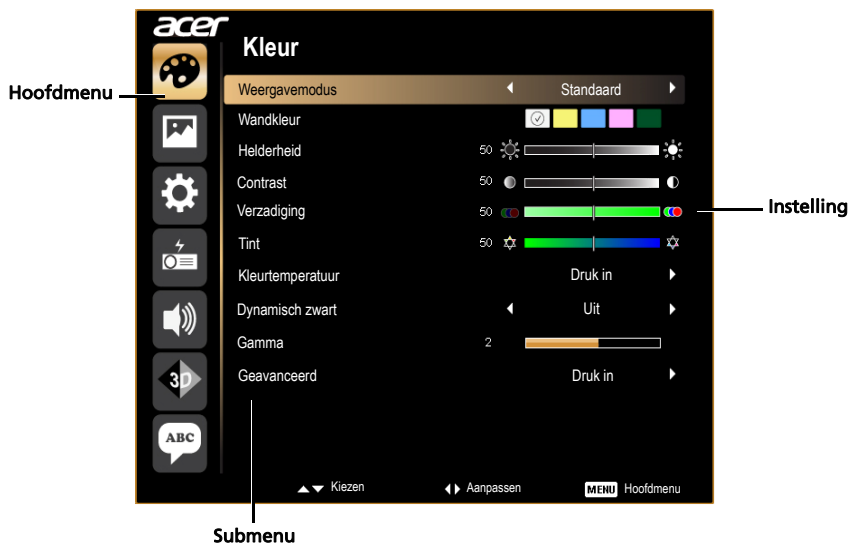 acer
Kleur
Hoofdmenu
Weergavemodus Standaard
Wandkleur
Helderheid 50
Contrast 50
Verzadiging 50
Instelling
Tint 50
Kleurtemperatuur Druk in
Dynamisch zwart Uit
Gamma 2
3D
Geavanceerd Druk in
ABC
Kiezen Aanpassen MENU Hoofdmenu
Submenu